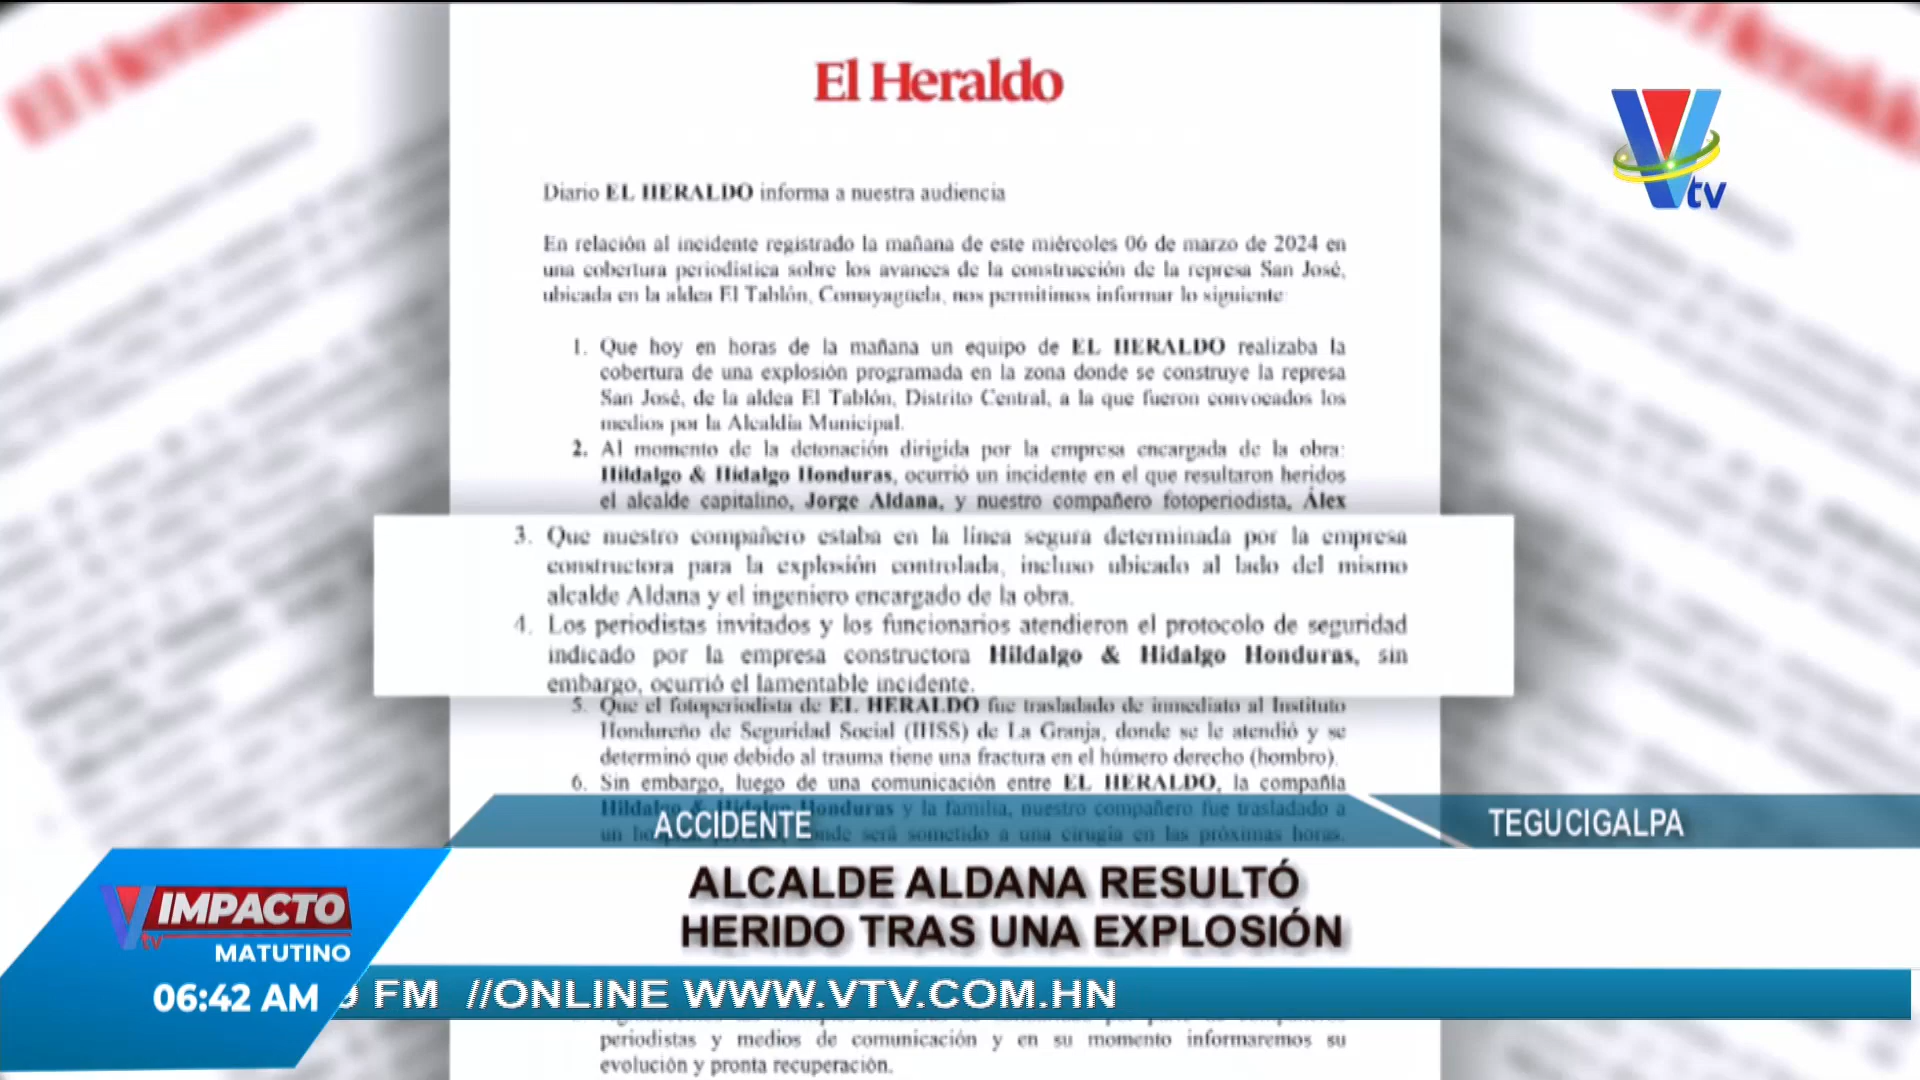 El Heraldo
El Heraldo
El Heraldo
Vtv
Diario EL HERALDO informa a nuestra audiencia
En relación al incidente registrado la mañana de este miércoles 06 de marzo de 2024 en
una cobertura periodística sobre los avances de la construcción de la represa San José,
ubicada en la aldea El Tablón, Comayagüela, nos permitimos informar lo siguiente:
1. Que hoy en horas de la mañana un equipo de EL HERALDO realizaba la
cobertura de una explosión programada en la zona donde se construye la represa
San José, de la aldea El Tablón, Distrito Central, a la que fueron convocados los
medios por la Alcaldía Municipal.
2. Al momento de la detonación dirigida por la empresa encargada de la obra:
Hildalgo & Hidalgo Honduras, ocurrió un incidente en el que resultaron heridos
el alcalde capitalino, Jorge Aldana, y nuestro compañero fotoperiodista, Álex
3. Que nuestro compañero estaba en la línea segura determinada por la empresa
constructora para la explosión controlada, incluso ubicado al lado del mismo
alcalde Aldana y el ingeniero encargado de la obra.
4. Los periodistas invitados y los funcionarios atendieron el protocolo de seguridad
indicado por la empresa constructora Hildalgo & Hidalgo Honduras, sin
embargo, ocurrió el lamentable incidente.
5. Que el fotoperiodista de EL HERALDO fue trasladado de inmediato al Instituto
Hondureño de Seguridad Social (IHSS) de La Granja, donde se le atendió y se
determinó que debido al trauma tiene una fractura en el húmero derecho (hombro).
6. Sin embargo, luego de una comunicación entre EL HERALDO, la compañía
Hildalgo & Hidalgo Honduras y la familia, nuestro compañero fue trasladado a
un donde será sometido a una cirugía en las próximas horas.
ACCIDENTE
TEGUCIGALPA
ALCALDE ALDANA RESULTÓ
HERIDO TRAS UNA EXPLOSIÓN
Vtv IMPACTO
MATUTINO
06:42 AM
9 FM //ONLINE WWW.VTV.COM.HN
periodistas y medios de comunicación y en su momento informaremos su
evolución y pronta recuperación.